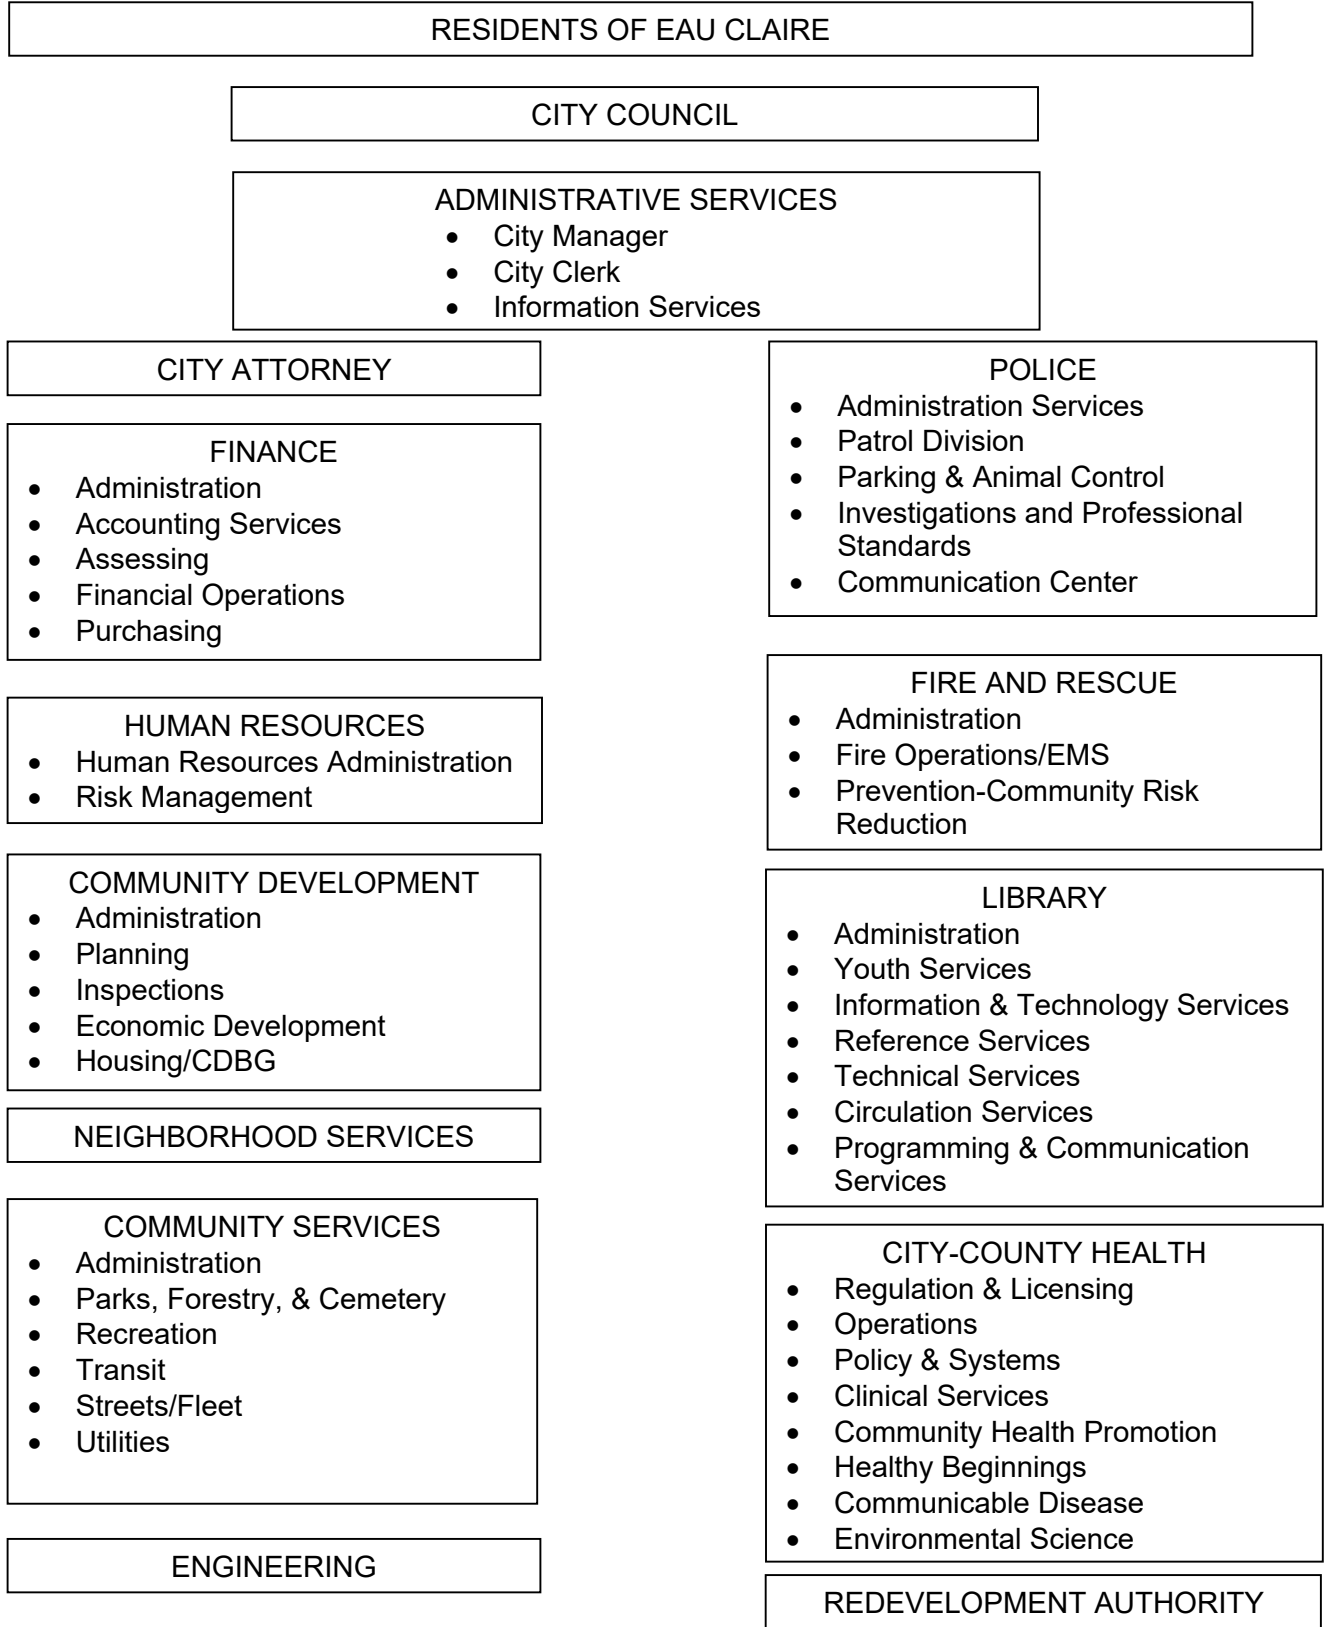 RESIDENTS OF EAU CLAIRE
CITY COUNCIL
ADMINISTRATIVE SERVICES
• City Manager
• City Clerk
• Information Services
CITY ATTORNEY
FINANCE
• Administration
• Accounting Services
• Assessing
• Financial Operations
• Purchasing
HUMAN RESOURCES
• Human Resources Administration
• Risk Management
COMMUNITY DEVELOPMENT
• Administration
• Planning
• Inspections
• Economic Development
• Housing/CDBG
NEIGHBORHOOD SERVICES
COMMUNITY SERVICES
• Administration
• Parks, Forestry, & Cemetery
• Recreation
• Transit
• Streets/Fleet
• Utilities
ENGINEERING
POLICE
• Administration Services
• Patrol Division
• Parking & Animal Control
• Investigations and Professional
Standards
• Communication Center
FIRE AND RESCUE
• Administration
• Fire Operations/EMS
• Prevention-Community Risk
Reduction
LIBRARY
• Administration
• Youth Services
• Information & Technology Services
• Reference Services
• Technical Services
• Circulation Services
• Programming & Communication
Services
CITY-COUNTY HEALTH
• Regulation & Licensing
• Operations
• Policy & Systems
• Clinical Services
• Community Health Promotion
• Healthy Beginnings
• Communicable Disease
• Environmental Science
REDEVELOPMENT AUTHORITY